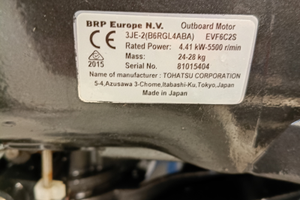 BRP Europe N.V. Outboard Motor
3JE-2(B6RGL4ABA) EVF6C2S
Rated Power: 4.41 kW-5500 r/min
Mass: 24-28 kg
Serial Number: 81015404
CE
2015
Name of manufacturer : TOHATSU CORPORATION
5-4,Azusawa 3-Chome,Itabashi-Ku,Tokyo,Japan
MADE IN JAPAN